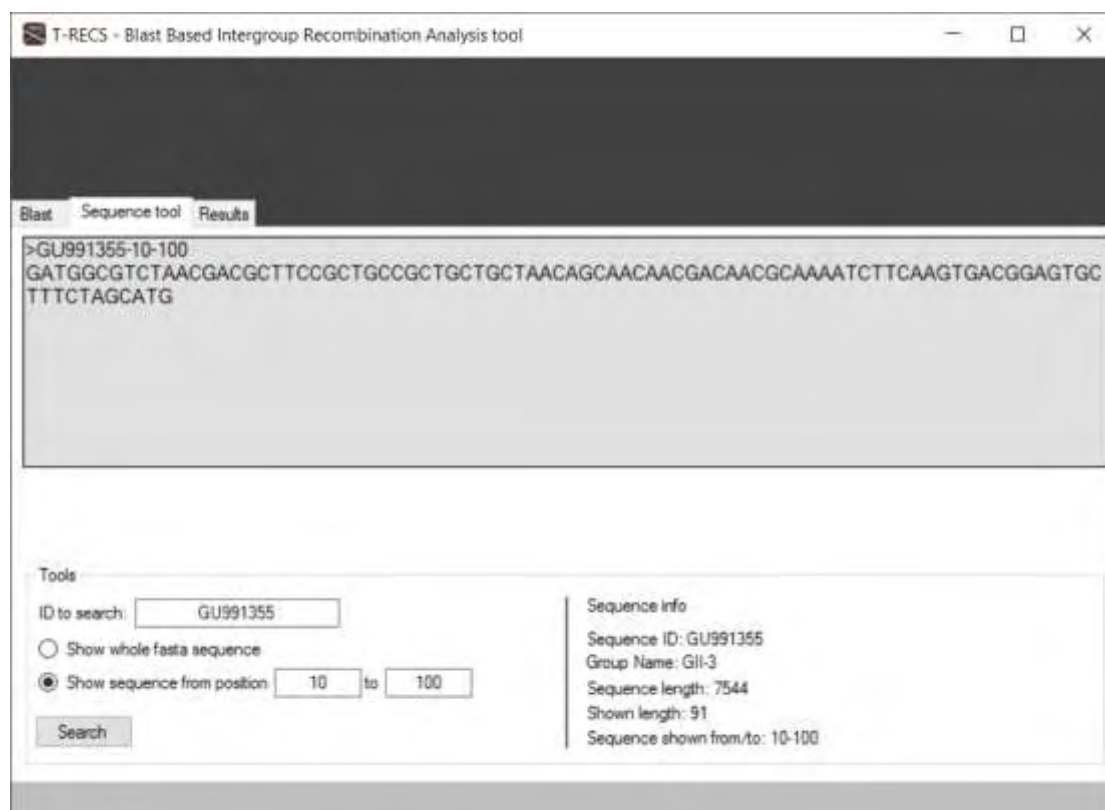 T-RECS - Blast Based Intergroup Recombination Analysis tool
Blast Sequence tool Results
>GU991355-10-100
GATGGCGTCTAACGACGCTTCCGCTGCCGCTGCTGCTAACAGCAACAACGACAACGCAAAATCTTCAAGTGACGGAGTGC
TTTCTAGCATG
Tools
ID to search: GU991355
Show whole fasta sequence
Show sequence from position 10 to 100
Search
Sequence info
Sequence ID: GU991355
Group Name: GII-3
Sequence length: 7544
Shown length: 91
Sequence shown from/to: 10-100